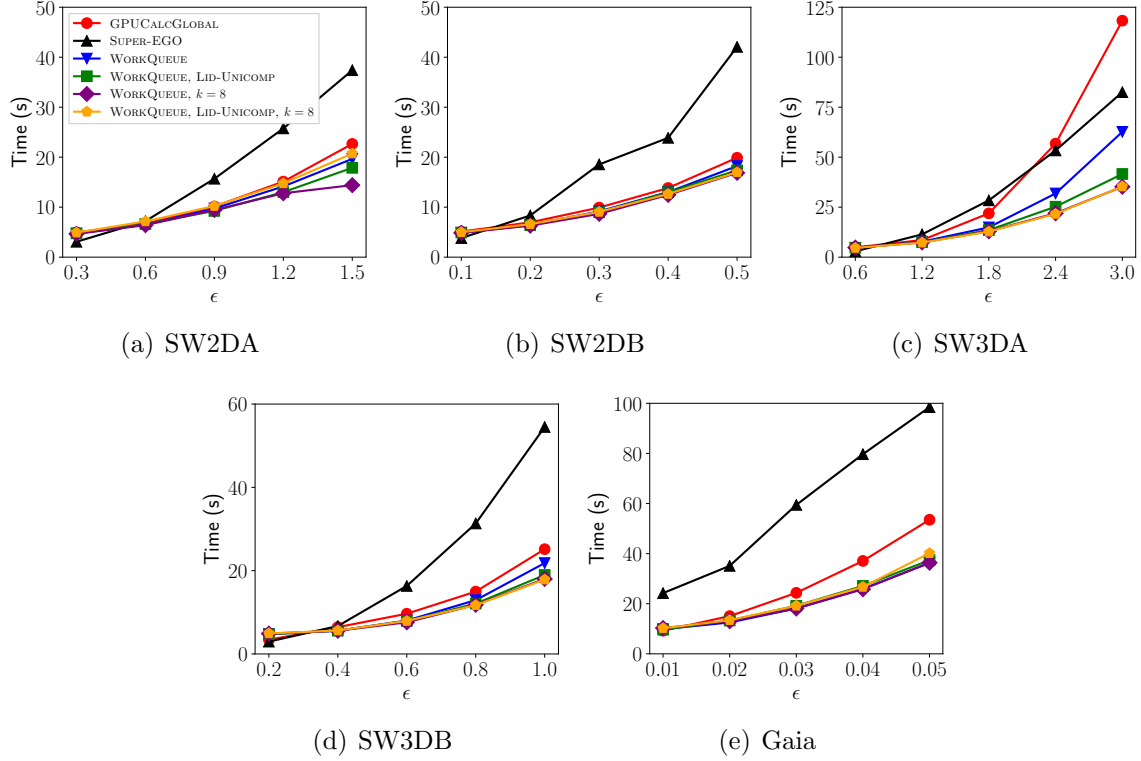 GPUCALCGLOBAL
SUPER-EGO
WORKQUEUE
WORKQUEUE, LID-UNICOMP
WORKQUEUE, k = 8
WORKQUEUE, LID-UNICOMP, k = 8
Time (s)
50
40
30
20
10
0
0.3 0.6 0.9 1.2 1.5
ϵ
(a) SW2DA
Time (s)
50
40
30
20
10
0
0.1 0.2 0.3 0.4 0.5
ϵ
(b) SW2DB
Time (s)
125
100
75
50
25
0
0.6 1.2 1.8 2.4 3.0
ϵ
(c) SW3DA
Time (s)
60
40
20
0
0.2 0.4 0.6 0.8 1.0
ϵ
(d) SW3DB
Time (s)
100
80
60
40
20
0
0.01 0.02 0.03 0.04 0.05
ϵ
(e) Gaia